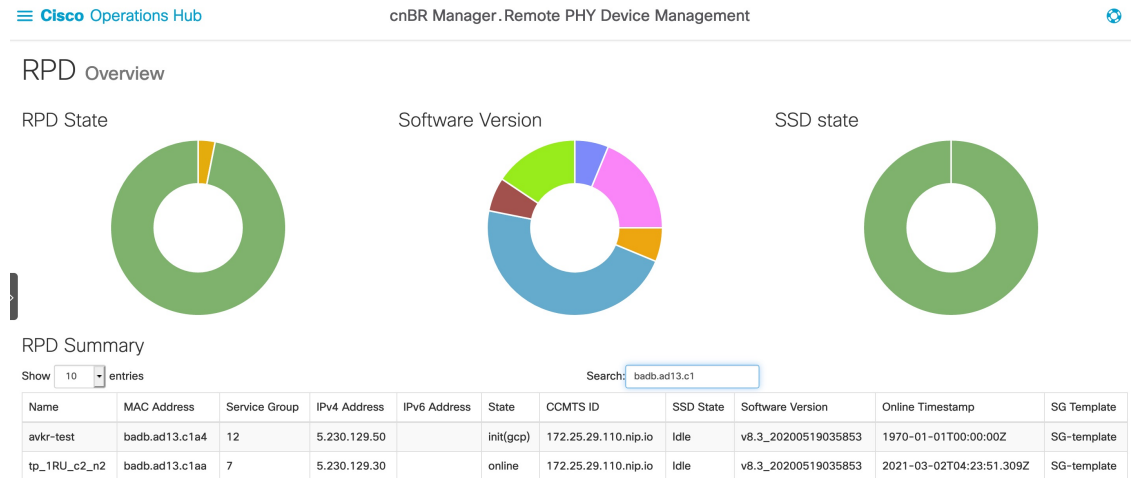 Cisco Operations Hub cnBR Manager.Remote PHY Device Management
RPD Overview
RPD State Software Version SSD state
RPD Summary
Show 10 entries Search: badb.ad13.c1
Name MAC Address Service Group IPv4 Address IPv6 Address State CCMTS ID SSD State Software Version Online Timestamp SG Template
avkr-test badb.ad13.c1a4 12 5.230.129.50 init(gcp) 172.25.29.110.nip.io Idle v8.3_20200519035853 1970-01-01T00:00:00Z SG-template
tp_1RU_c2_n2 badb.ad13.c1aa 7 5.230.129.30 online 172.25.29.110.nip.io Idle v8.3_20200519035853 2021-03-02T04:23:51.309Z SG-template